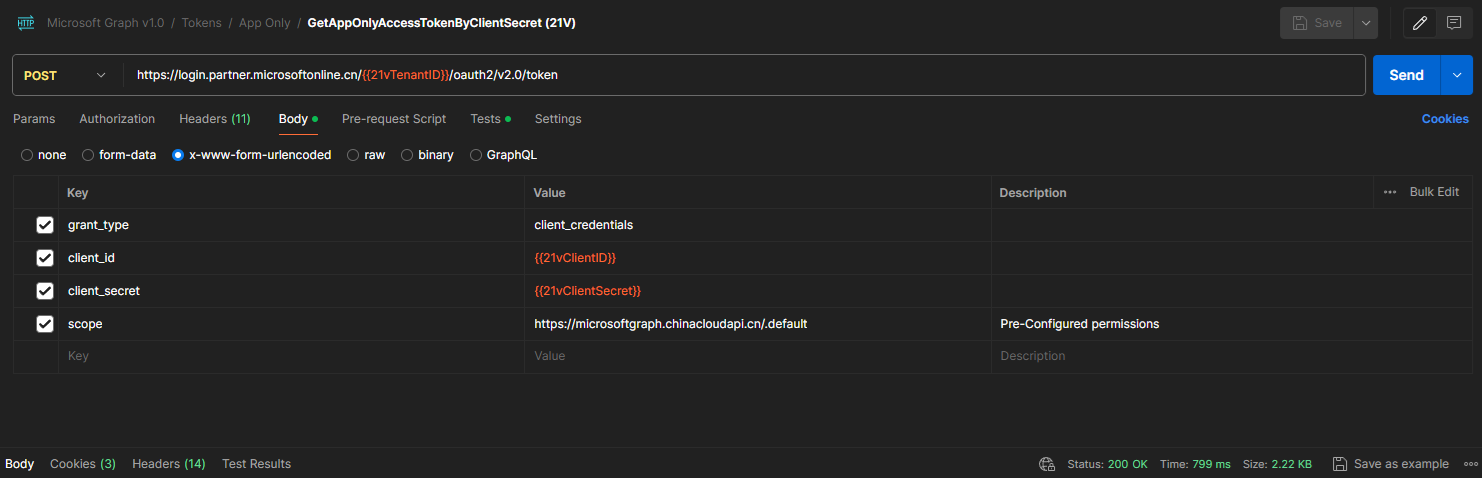 HTTP Microsoft Graph v1.0 / Tokens / App Only / GetAppOnlyAccessTokenByClientSecret (21V) Save
POST https://login.partner.microsoftonline.cn/{{21vTenantID}}/oauth2/v2.0/token Send
Params Authorization Headers (11) Body Pre-request Script Tests Settings Cookies
none form-data x-www-form-urlencoded raw binary GraphQL
Key Value Description ••• Bulk Edit
grant_type client_credentials
client_id {{21vClientID}}
client_secret {{21vClientSecret}}
scope https://microsoftgraph.chinacloudapi.cn/.default Pre-Configured permissions
Key Value Description
Body Cookies (3) Headers (14) Test Results Status: 200 OK Time: 799 ms Size: 2.22 KB Save as example